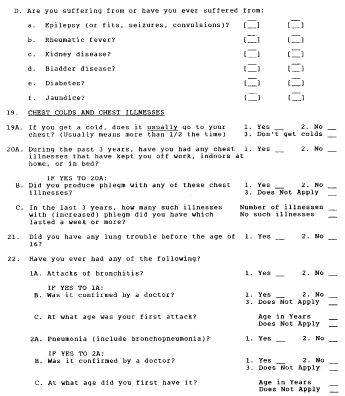 D. Are you suffering from or have you ever suffered from:
a. Epilepsy (or fits, seizures, convulsions)? [__] [__]
b. Rheumatic fever? [__] [__]
c. Kidney disease? [__] [__]
d. Bladder disease? [__] [__]
e. Diabetes? [__] [__]
f. Jaundice? [__] [__]
19. CHEST COLDS AND CHEST ILLNESSES
19A. If you get a cold, does it usually go to your 1. Yes __ 2. No __
chest? (Usually means more than 1/2 the time) 3. Don't get colds __
20A. During the past 3 years, have you had any chest 1. Yes __ 2. No __
illnesses that have kept you off work, indoors at
home, or in bed?
IF YES TO 20A:
B. Did you produce phlegm with any of these chest 1. Yes __ 2. No __
illnesses? 3. Does Not Apply __
C. In the last 3 years, how many such illnesses Number of illnesses __
with (increased) phlegm did you have which No such illnesses __
lasted a week or more?
21. Did you have any lung trouble before the age of 1. Yes __ 2. No __
16?
22. Have you ever had any of the following?
1A. Attacks of bronchitis? 1. Yes __ 2. No __
IF YES TO 1A:
B. Was it confirmed by a doctor? 1. Yes __ 2. No __
3. Does Not Apply __
C. At what age was your first attack? Age in Years __
Does Not Apply __
2A. Pneumonia (include bronchopneumonia)? 1. Yes __ 2. No __
IF YES TO 2A:
B. Was it confirmed by a doctor? 1. Yes __ 2. No __
3. Does Not Apply __
C. At what age did you first have it? Age in Years __
Does Not Apply __